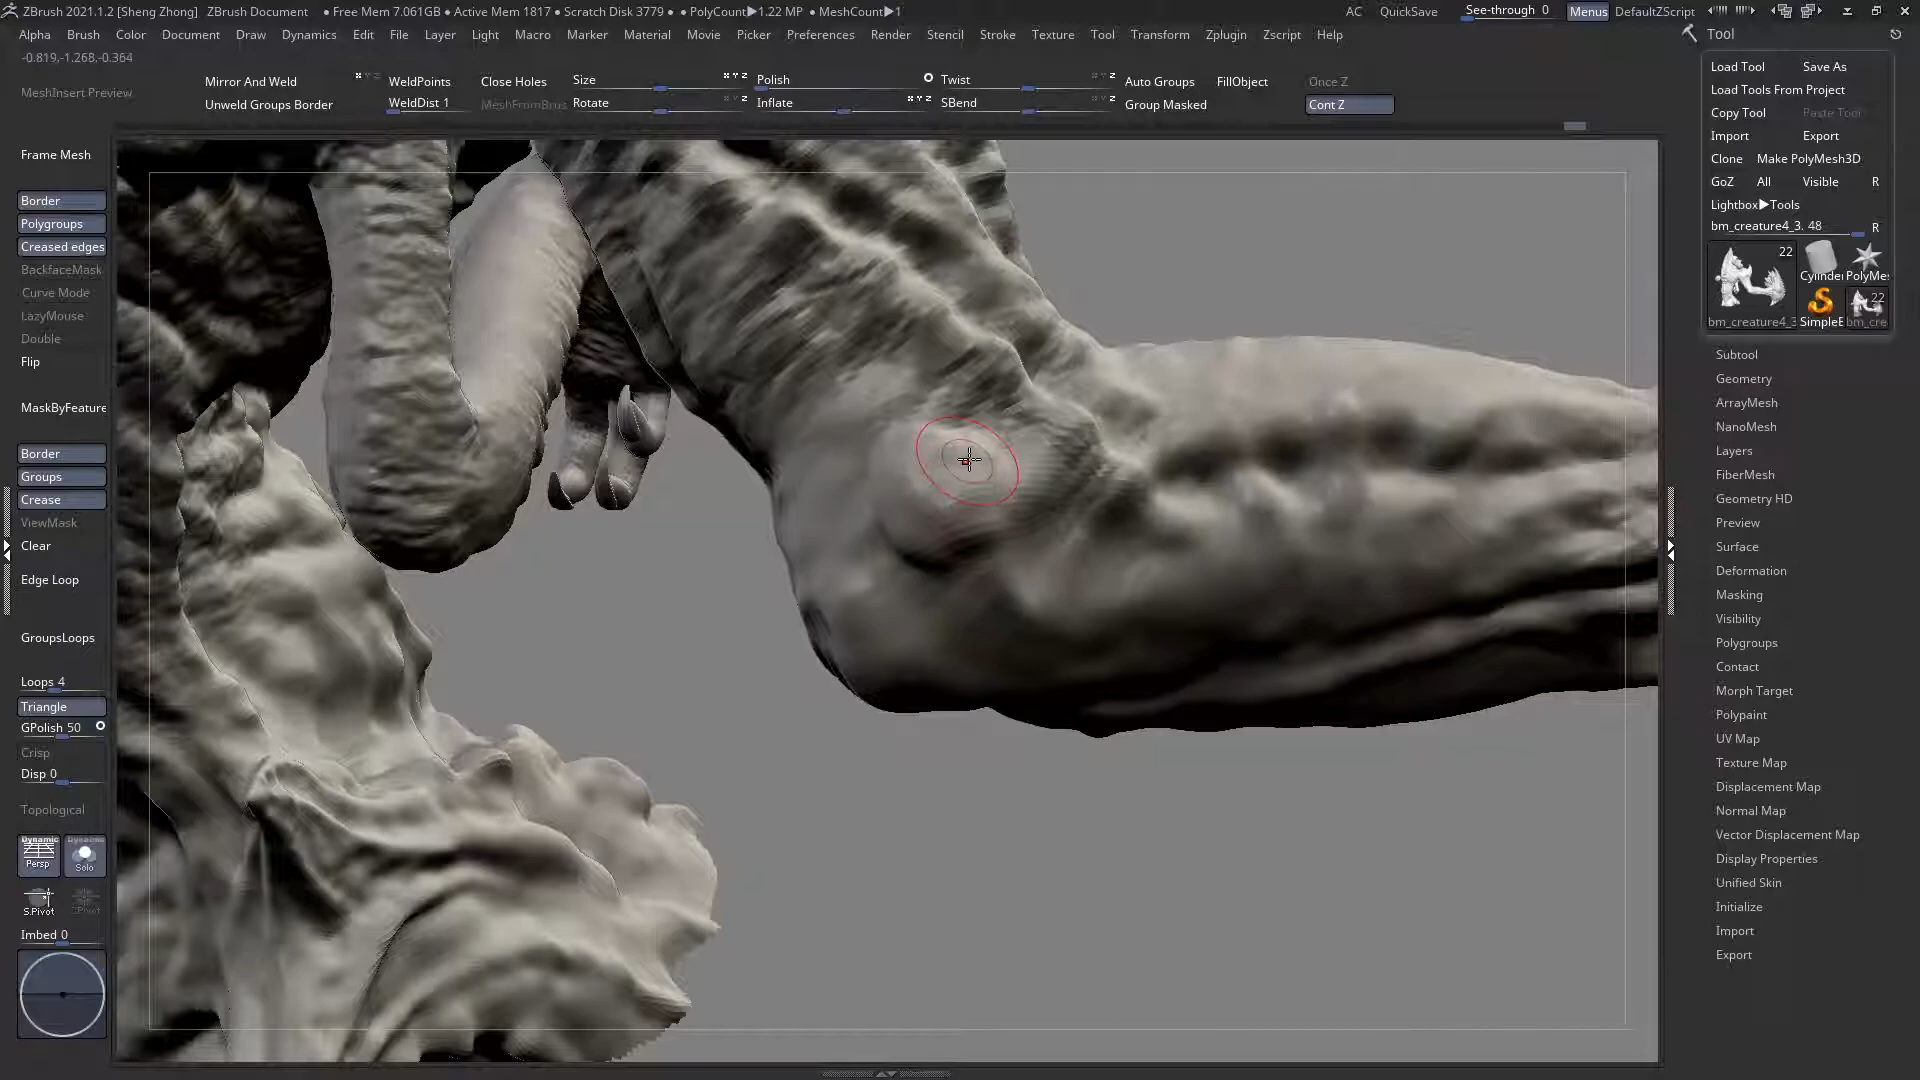 ZBrush 2021.1.2 [Sheng Zhong] ZBrush Document • Free Mem 7.061GB • Active Mem 1817 • Scratch Disk 3779 • • PolyCount▶1.22 MP • MeshCount▶1 AC QuickSave See-through 0 Menus DefaultZScript
Alpha Brush Color Document Draw Dynamics Edit File Layer Light Macro Marker Material Movie Picker Preferences Render Stencil Stroke Texture Tool Transform Zplugin Zscript Help
-0.819,-1.268,-0.364
MeshInsert Preview
Mirror And Weld WeldPoints Close Holes Size Polish Twist Auto Groups FillObject Once Z
Unweld Groups Border WeldDist 1 MeshFromBrus Rotate Inflate SBend Group Masked Cont Z
Frame Mesh
Border
Polygroups
Creased edges
BackfaceMask
Curve Mode
LazyMouse
Double
Flip
MaskByFeature
Border
Groups
Crease
ViewMask
Clear
Edge Loop
GroupsLoops
Loops 4
Triangle
GPolish 50
Crisp
Disp 0
Topological
Dynamic Dynamic
Persp Solo
S.Pivot
Imbed 0
Tool
Load Tool Save As
Load Tools From Project
Copy Tool Paste Tool
Import Export
Clone Make PolyMesh3D
GoZ All Visible R
Lightbox▶Tools
bm_creature4_3. 48 R
22
Cylinder PolyMes
22
bm_creature4_3 SimpleE bm_cre
Subtool
Geometry
ArrayMesh
NanoMesh
Layers
FiberMesh
Geometry HD
Preview
Surface
Deformation
Masking
Visibility
Polygroups
Contact
Morph Target
Polypaint
UV Map
Texture Map
Displacement Map
Normal Map
Vector Displacement Map
Display Properties
Unified Skin
Initialize
Import
Export